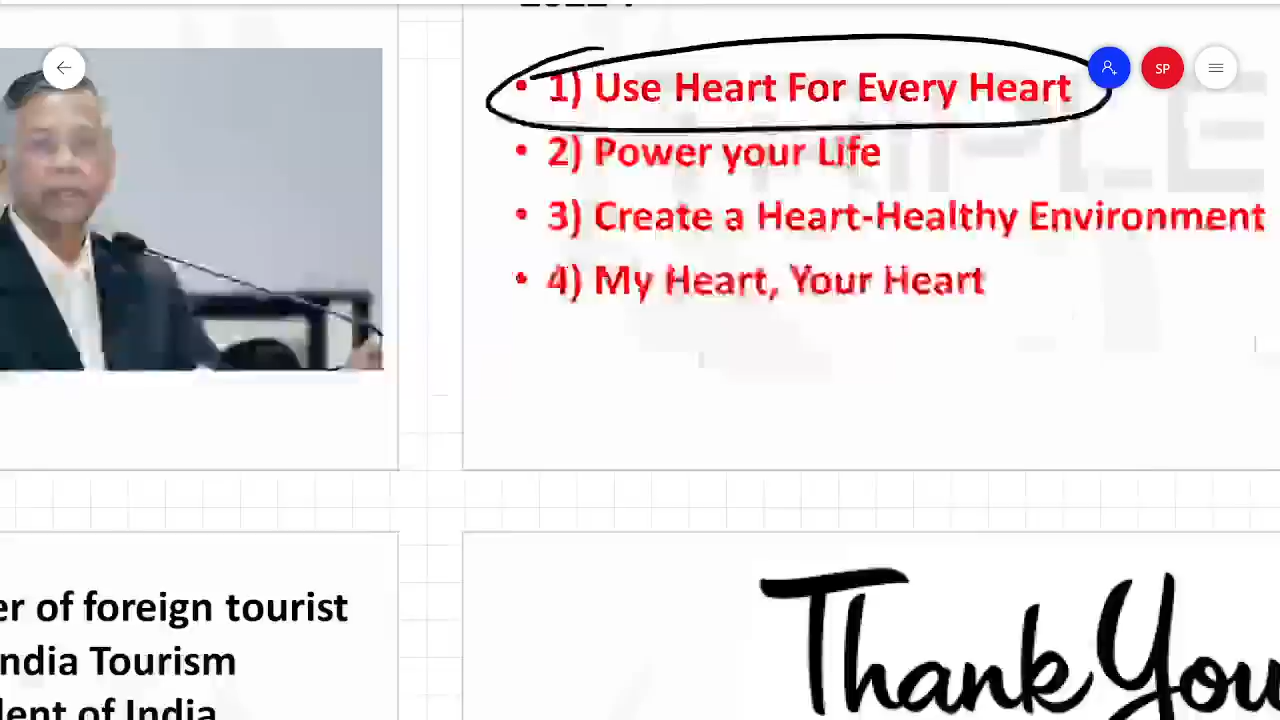 1) Use Heart For Every Heart
2) Power your Life
3) Create a Heart-Healthy Environment
4) My Heart, Your Heart
SP
er of foreign tourist
ndia Tourism
lent of India
Thank You